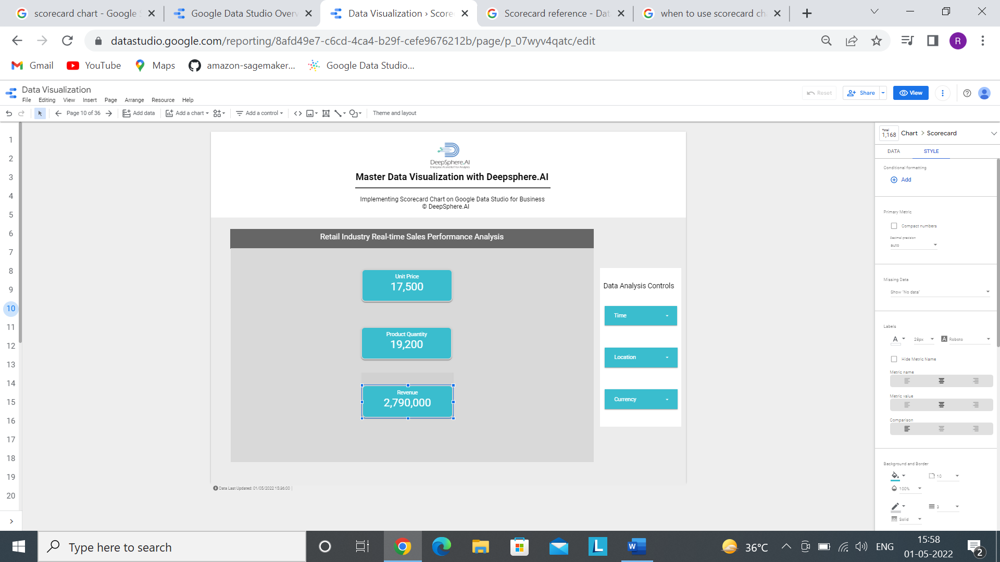 scorecard chart - Google S
Google Data Studio Overv
Data Visualization › Score
Scorecard reference - Dat
when to use scorecard ch
datastudio.google.com/reporting/8afd49e7-c6cd-4ca4-b29f-cefe9676212b/page/p_07wyv4qatc/edit
R
Gmail
YouTube
Maps
amazon-sagemaker...
Google Data Studio...
Data Visualization
File Editing View Insert Page Arrange Resource Help
Reset
Share
View
Page 10 of 36
Add data
Add a chart
Add a control
Theme and layout
1
2
3
4
5
6
7
8
9
10
11
12
13
14
15
16
17
18
19
20
DeepSphere.AI
Enterprise AI and IIoT for Analytics
Master Data Visualization with Deepsphere.AI
Implementing Scorecard Chart on Google Data Studio for Business
© DeepSphere.AI
Retail Industry Real-time Sales Performance Analysis
Unit Price
17,500
Product Quantity
19,200
Revenue
2,790,000
Data Analysis Controls
Time
Location
Currency
Data Last Updated: 01/05/2022 15:36:00
Total
1,168
Chart > Scorecard
DATA STYLE
Conditional formatting
Add
Primary Metric
Compact numbers
Decimal precision
auto
Missing Data
Show "No data"
Labels
A 28px A Roboto
Hide Metric Name
Metric name
Metric value
Comparison
Background and Border
10
100%
3
Solid
Type here to search
L
W
36°C
ENG
15:58
01-05-2022
2